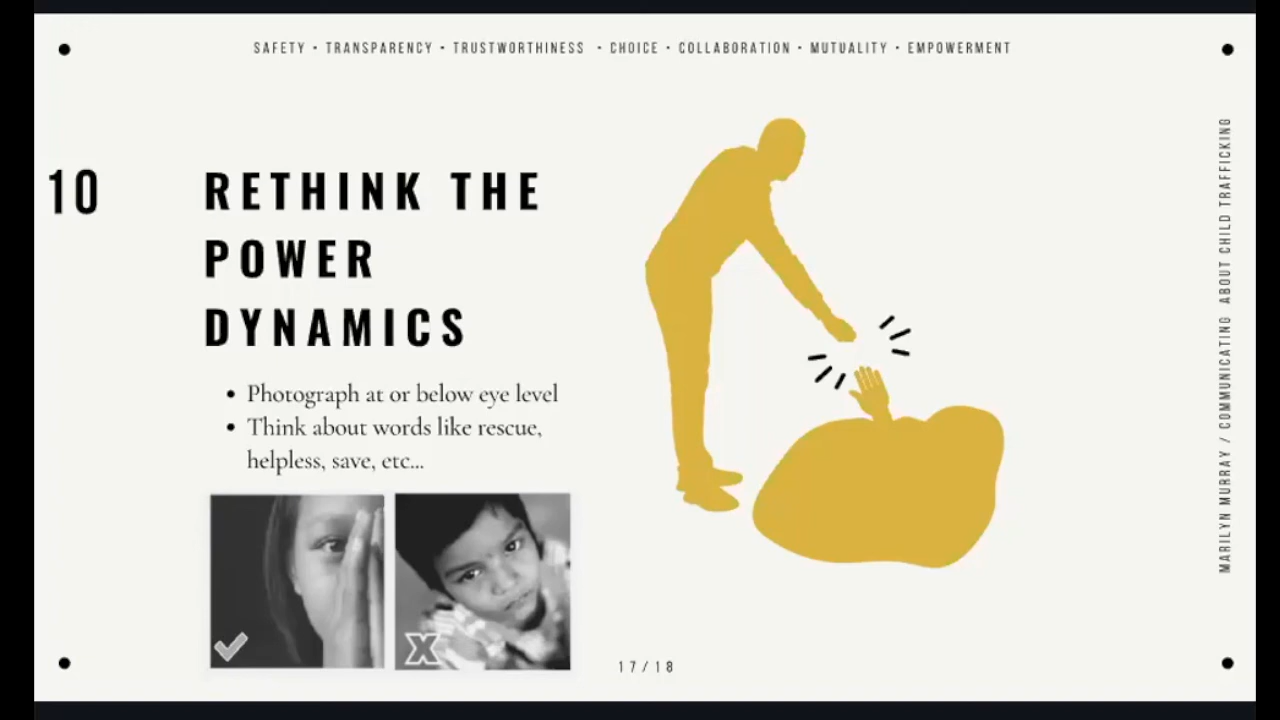 SAFETY • TRANSPARENCY • TRUSTWORTHINESS • CHOICE • COLLABORATION • MUTUALITY • EMPOWERMENT
10
RETHINK THE
POWER
DYNAMICS
• Photograph at or below eye level
• Think about words like rescue,
helpless, save, etc...
X
17/18
MARILYN MURRAY / COMMUNICATING ABOUT CHILD TRAFFICKING